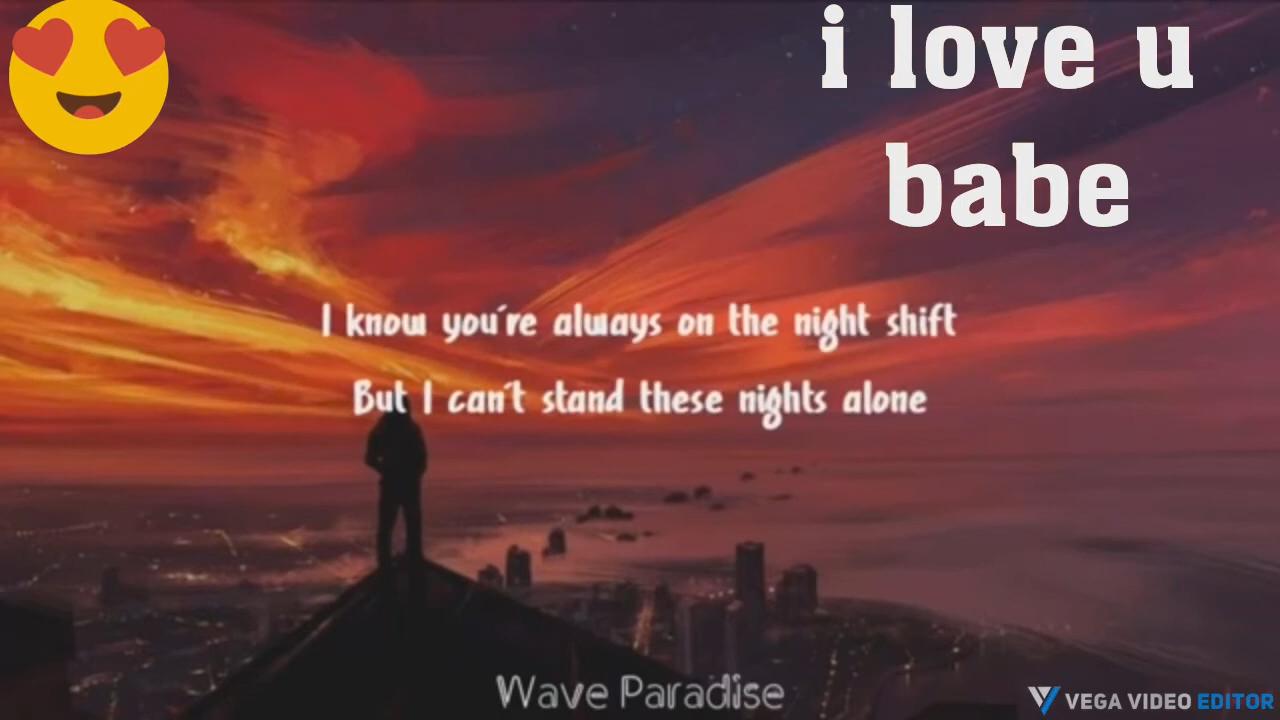 i love u
babe
I know you're always on the night shift
But I can't stand these nights alone
Wave Paradise
VEGA VIDEO EDITOR